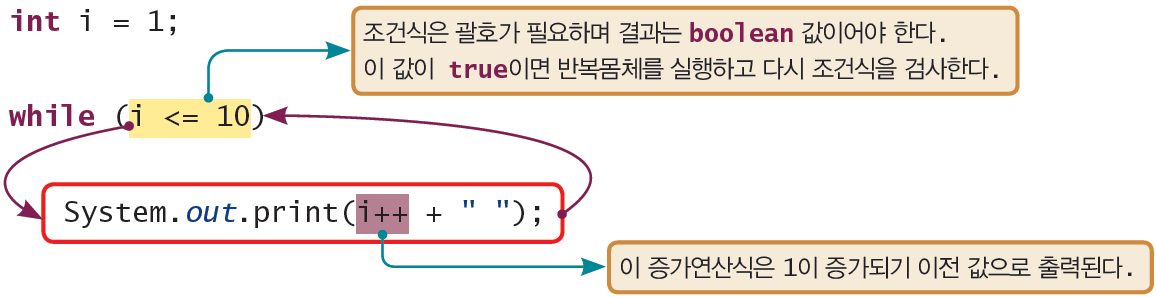 int i = 1;
조건식은 괄호가 필요하며 결과는 boolean 값이어야 한다.
이 값이 true이면 반복몸체를 실행하고 다시 조건식을 검사한다.
while (i <= 10)
System.out.print(i++ + " ");
이 증가연산식은 1이 증가되기 이전 값으로 출력된다.